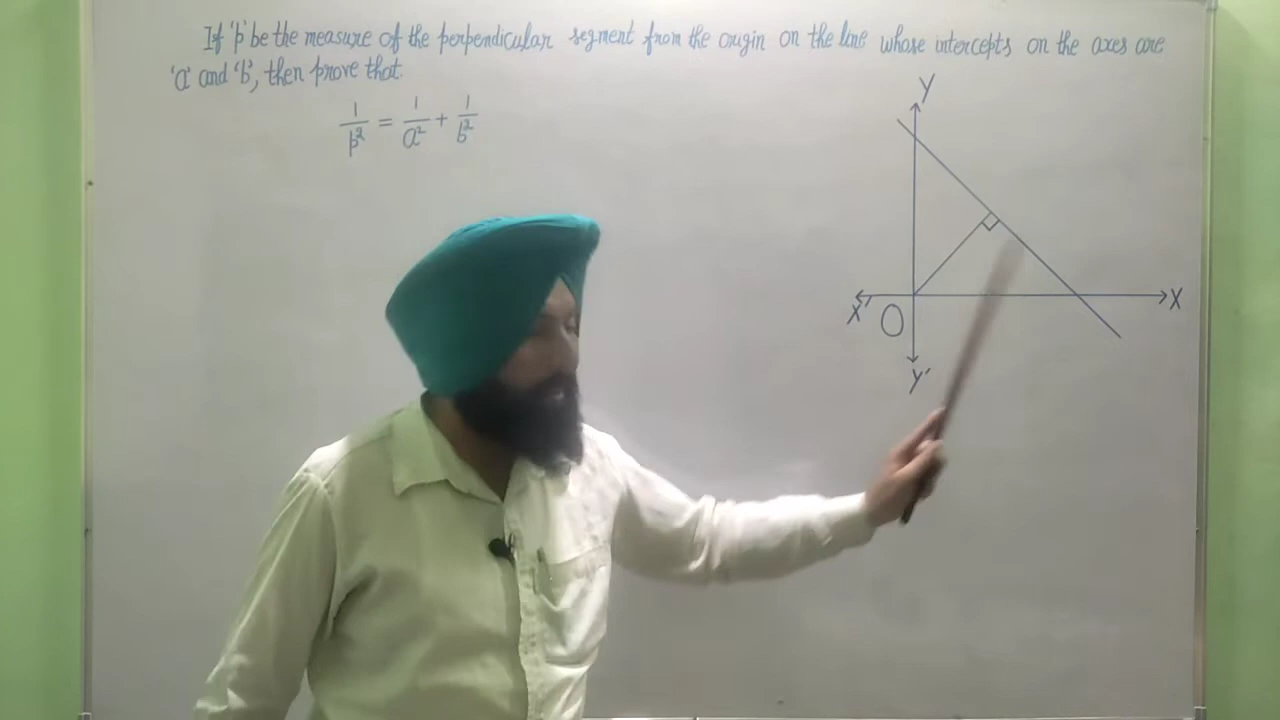 If 'p' be the measure of the perpendicular segment from the origin on the line whose intercepts on the axes are
'a' and 'b', then prove that.
1/p² = 1/a² + 1/b²
Y
X' O X
Y'